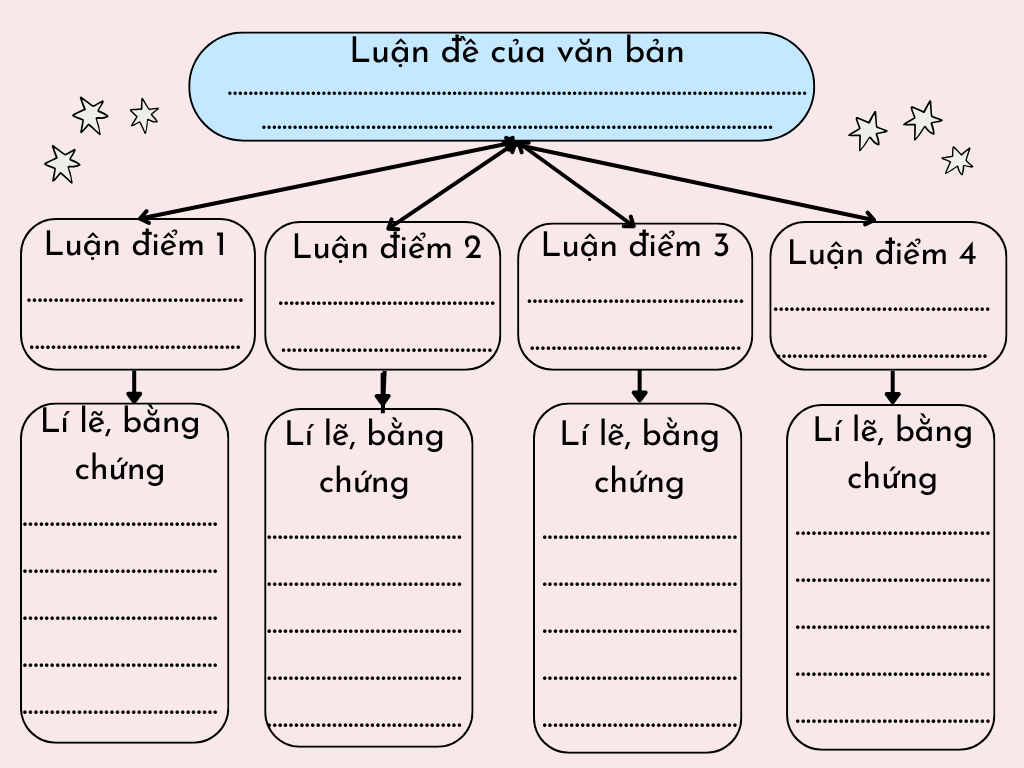 Luận đề của văn bản
................................................................................................
.....................................................................................
Luận điểm 1
....................................
...................................
Luận điểm 2
....................................
...................................
Luận điểm 3
....................................
...................................
Luận điểm 4
....................................
...................................
Lí lẽ, bằng
chứng
................................
................................
................................
................................
................................
Lí lẽ, bằng
chứng
................................
................................
................................
................................
................................
Lí lẽ, bằng
chứng
................................
................................
................................
................................
................................
Lí lẽ, bằng
chứng
................................
................................
................................
................................
................................